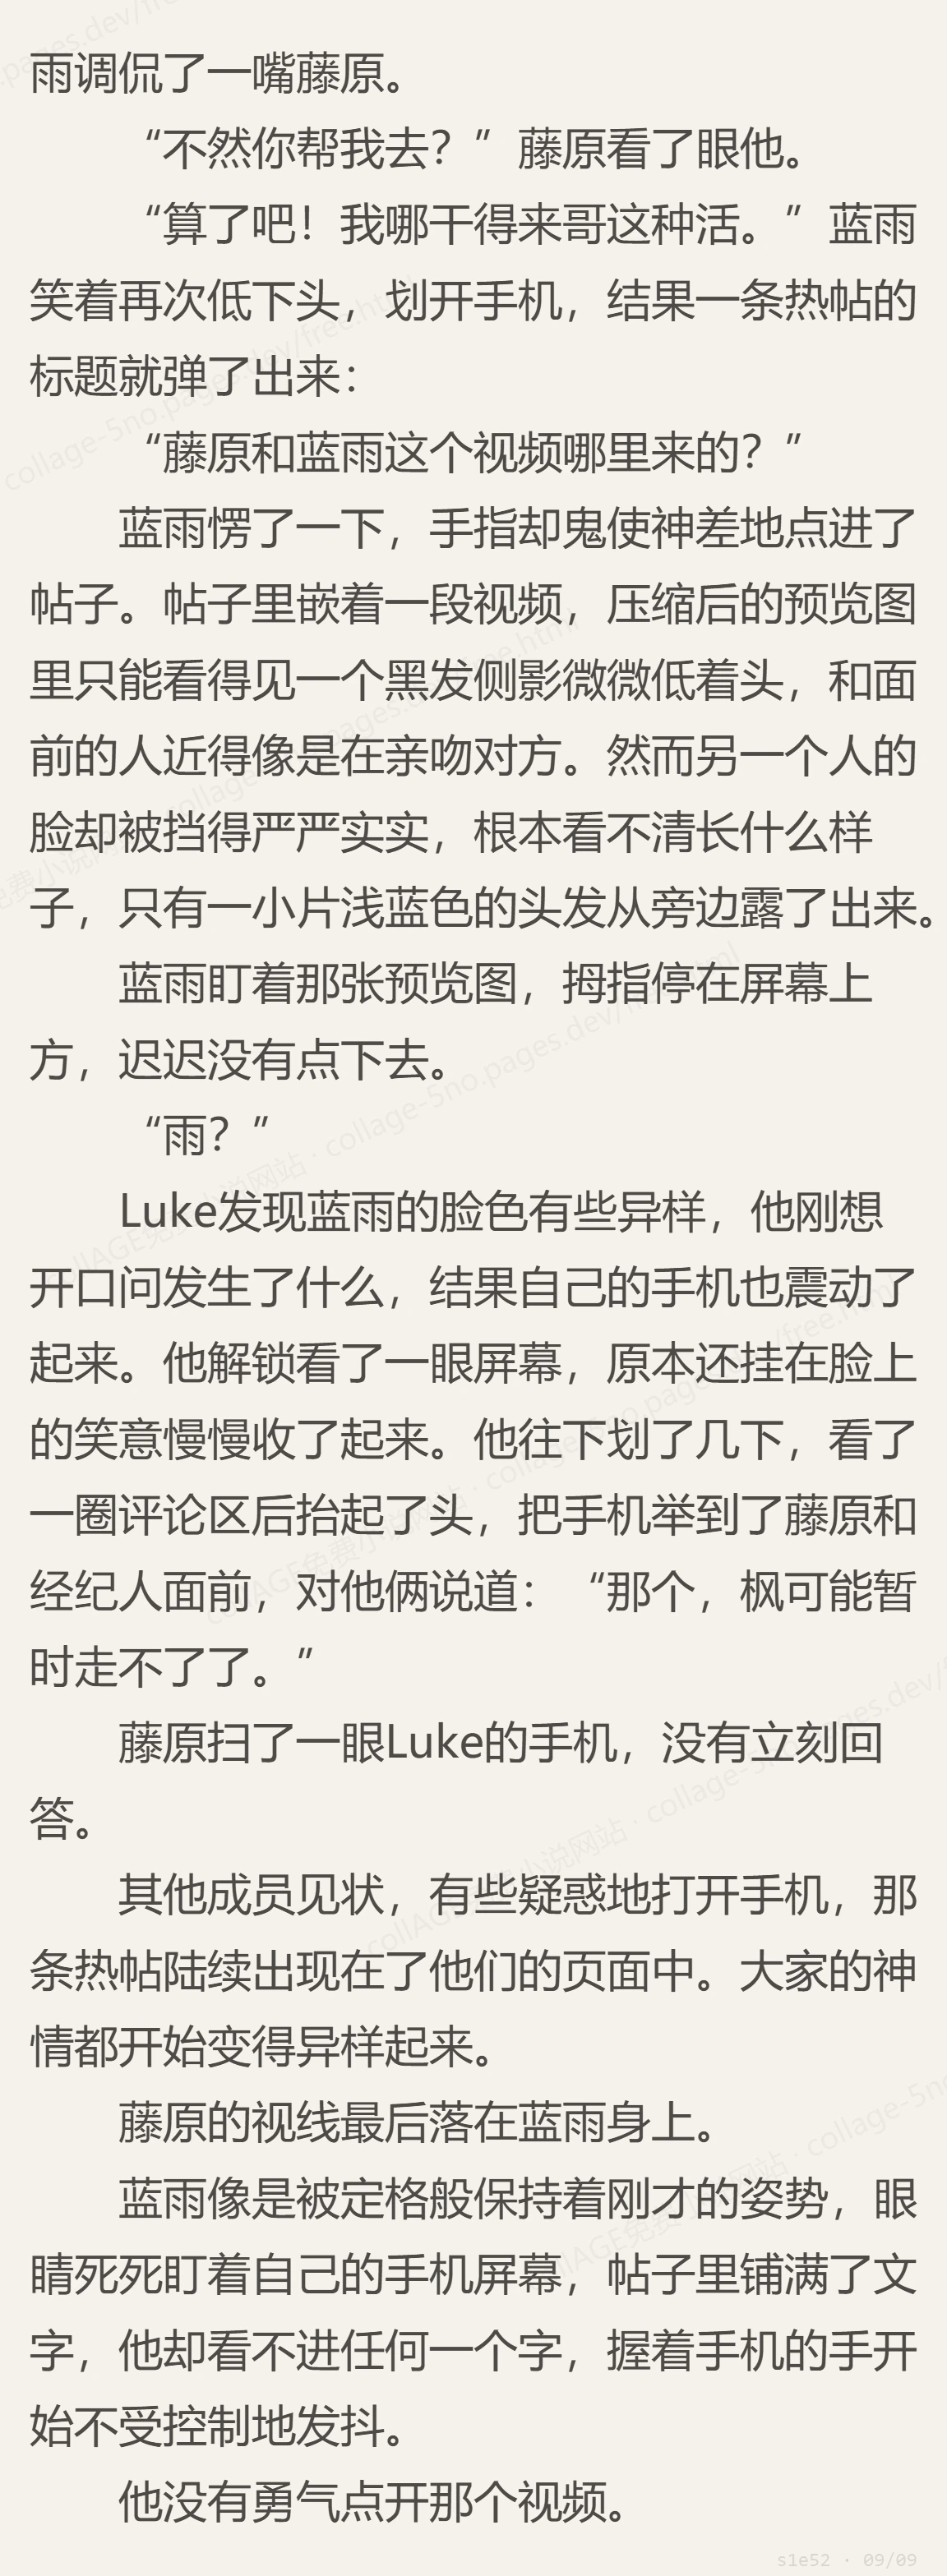 雨调侃了一嘴藤原。
“不然你帮我去？”藤原看了眼他。
“算了吧！我哪干得来哥这种活。”蓝雨
笑着再次低下头，划开手机，结果一条热帖的
标题就弹了出来：
“藤原和蓝雨这个视频哪里来的？”
蓝雨愣了一下，手指却鬼使神差地点进了
帖子。帖子里嵌着一段视频，压缩后的预览图
里只能看得见一个黑发侧影微微低着头，和面
前的人近得像是在亲吻对方。然而另一个人的
脸却被挡得严严实实，根本看不清长什么样
子，只有一小片浅蓝色的头发从旁边露了出来。
蓝雨盯着那张预览图，拇指停在屏幕上
方，迟迟没有点下去。
“雨？”
Luke发现蓝雨的脸色有些异样，他刚想
开口问发生了什么，结果自己的手机也震动了
起来。他解锁看了一眼屏幕，原本还挂在脸上
的笑意慢慢收了起来。他往下划了几下，看了
一圈评论区后抬起了头，把手机举到了藤原和
经纪人面前，对他俩说道：“那个，枫可能暂
时走不了了。”
藤原扫了一眼Luke的手机，没有立刻回
答。
其他成员见状，有些疑惑地打开手机，那
条热帖陆续出现在了他们的页面中。大家的神
情都开始变得异样起来。
藤原的视线最后落在蓝雨身上。
蓝雨像是被定格般保持着刚才的姿势，眼
睛死死盯着自己的手机屏幕，帖子里铺满了文
字，他却看不进任何一个字，握着手机的手开
始不受控制地发抖。
他没有勇气点开那个视频。
s1e52 · 09/09
collAGE免费小说网站 · collage-5no.pages.dev/free.html